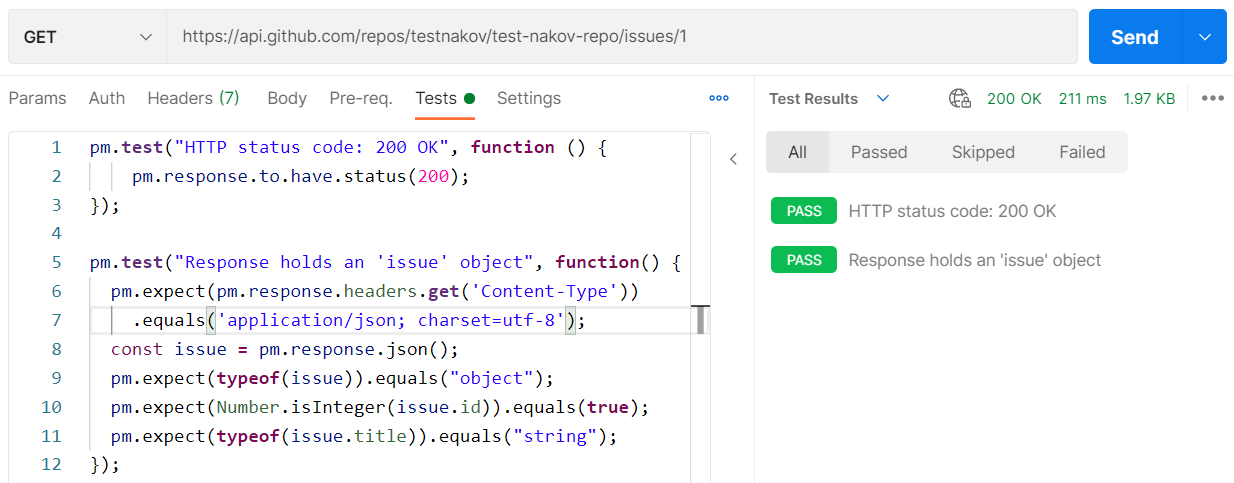 GET https://api.github.com/repos/testnakov/test-nakov-repo/issues/1 Send
Params Auth Headers (7) Body Pre-req. Tests Settings
1 pm.test("HTTP status code: 200 OK", function () {
2 pm.response.to.have.status(200);
3 });
4
5 pm.test("Response holds an 'issue' object", function() {
6 pm.expect(pm.response.headers.get('Content-Type'))
7 .equals('application/json; charset=utf-8');
8 const issue = pm.response.json();
9 pm.expect(typeof(issue)).equals("object");
10 pm.expect(Number.isInteger(issue.id)).equals(true);
11 pm.expect(typeof(issue.title)).equals("string");
12 });
Test Results 200 OK 211 ms 1.97 KB
All Passed Skipped Failed
PASS HTTP status code: 200 OK
PASS Response holds an 'issue' object